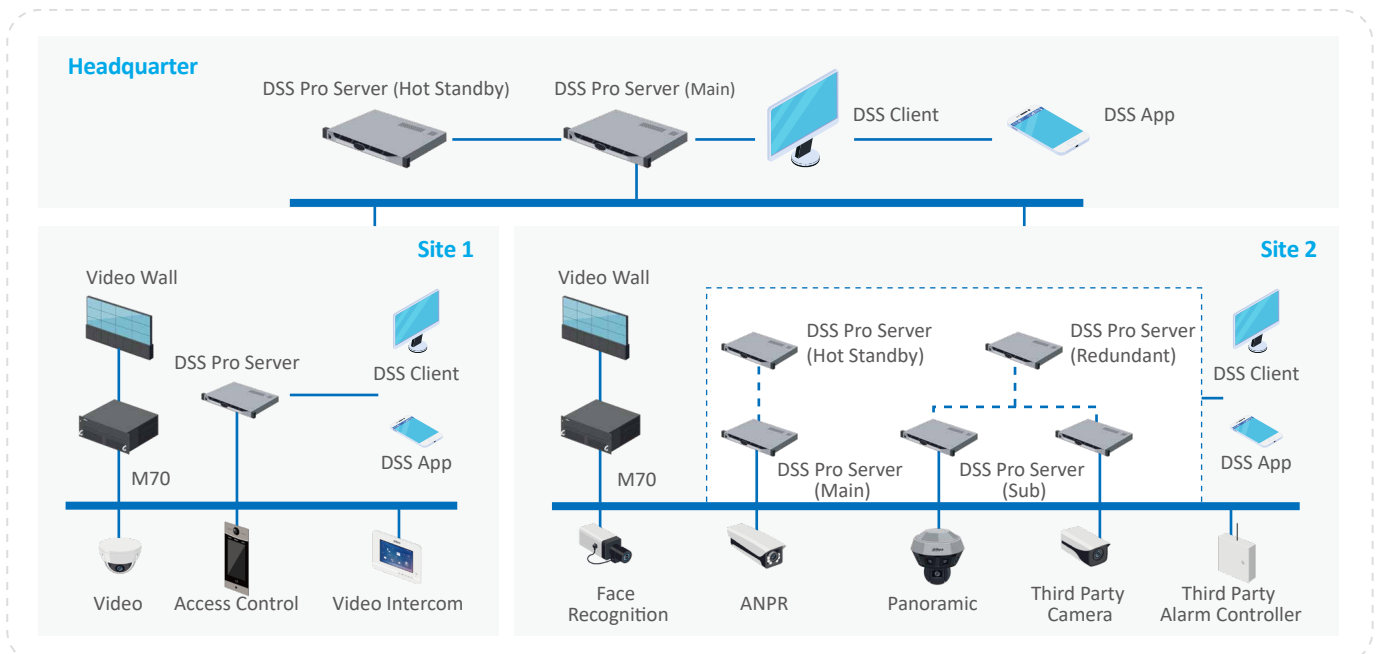 Headquarter
DSS Pro Server (Hot Standby)
DSS Pro Server (Main)
DSS Client
DSS App
Site 1
Video Wall
DSS Pro Server
DSS Client
DSS App
M70
Video
Access Control
Video Intercom
Site 2
Video Wall
DSS Pro Server
(Hot Standby)
DSS Pro Server
(Redundant)
DSS Client
DSS App
M70
DSS Pro Server
(Main)
DSS Pro Server
(Sub)
Face
Recognition
ANPR
Panoramic
Third Party
Camera
Third Party
Alarm Controller